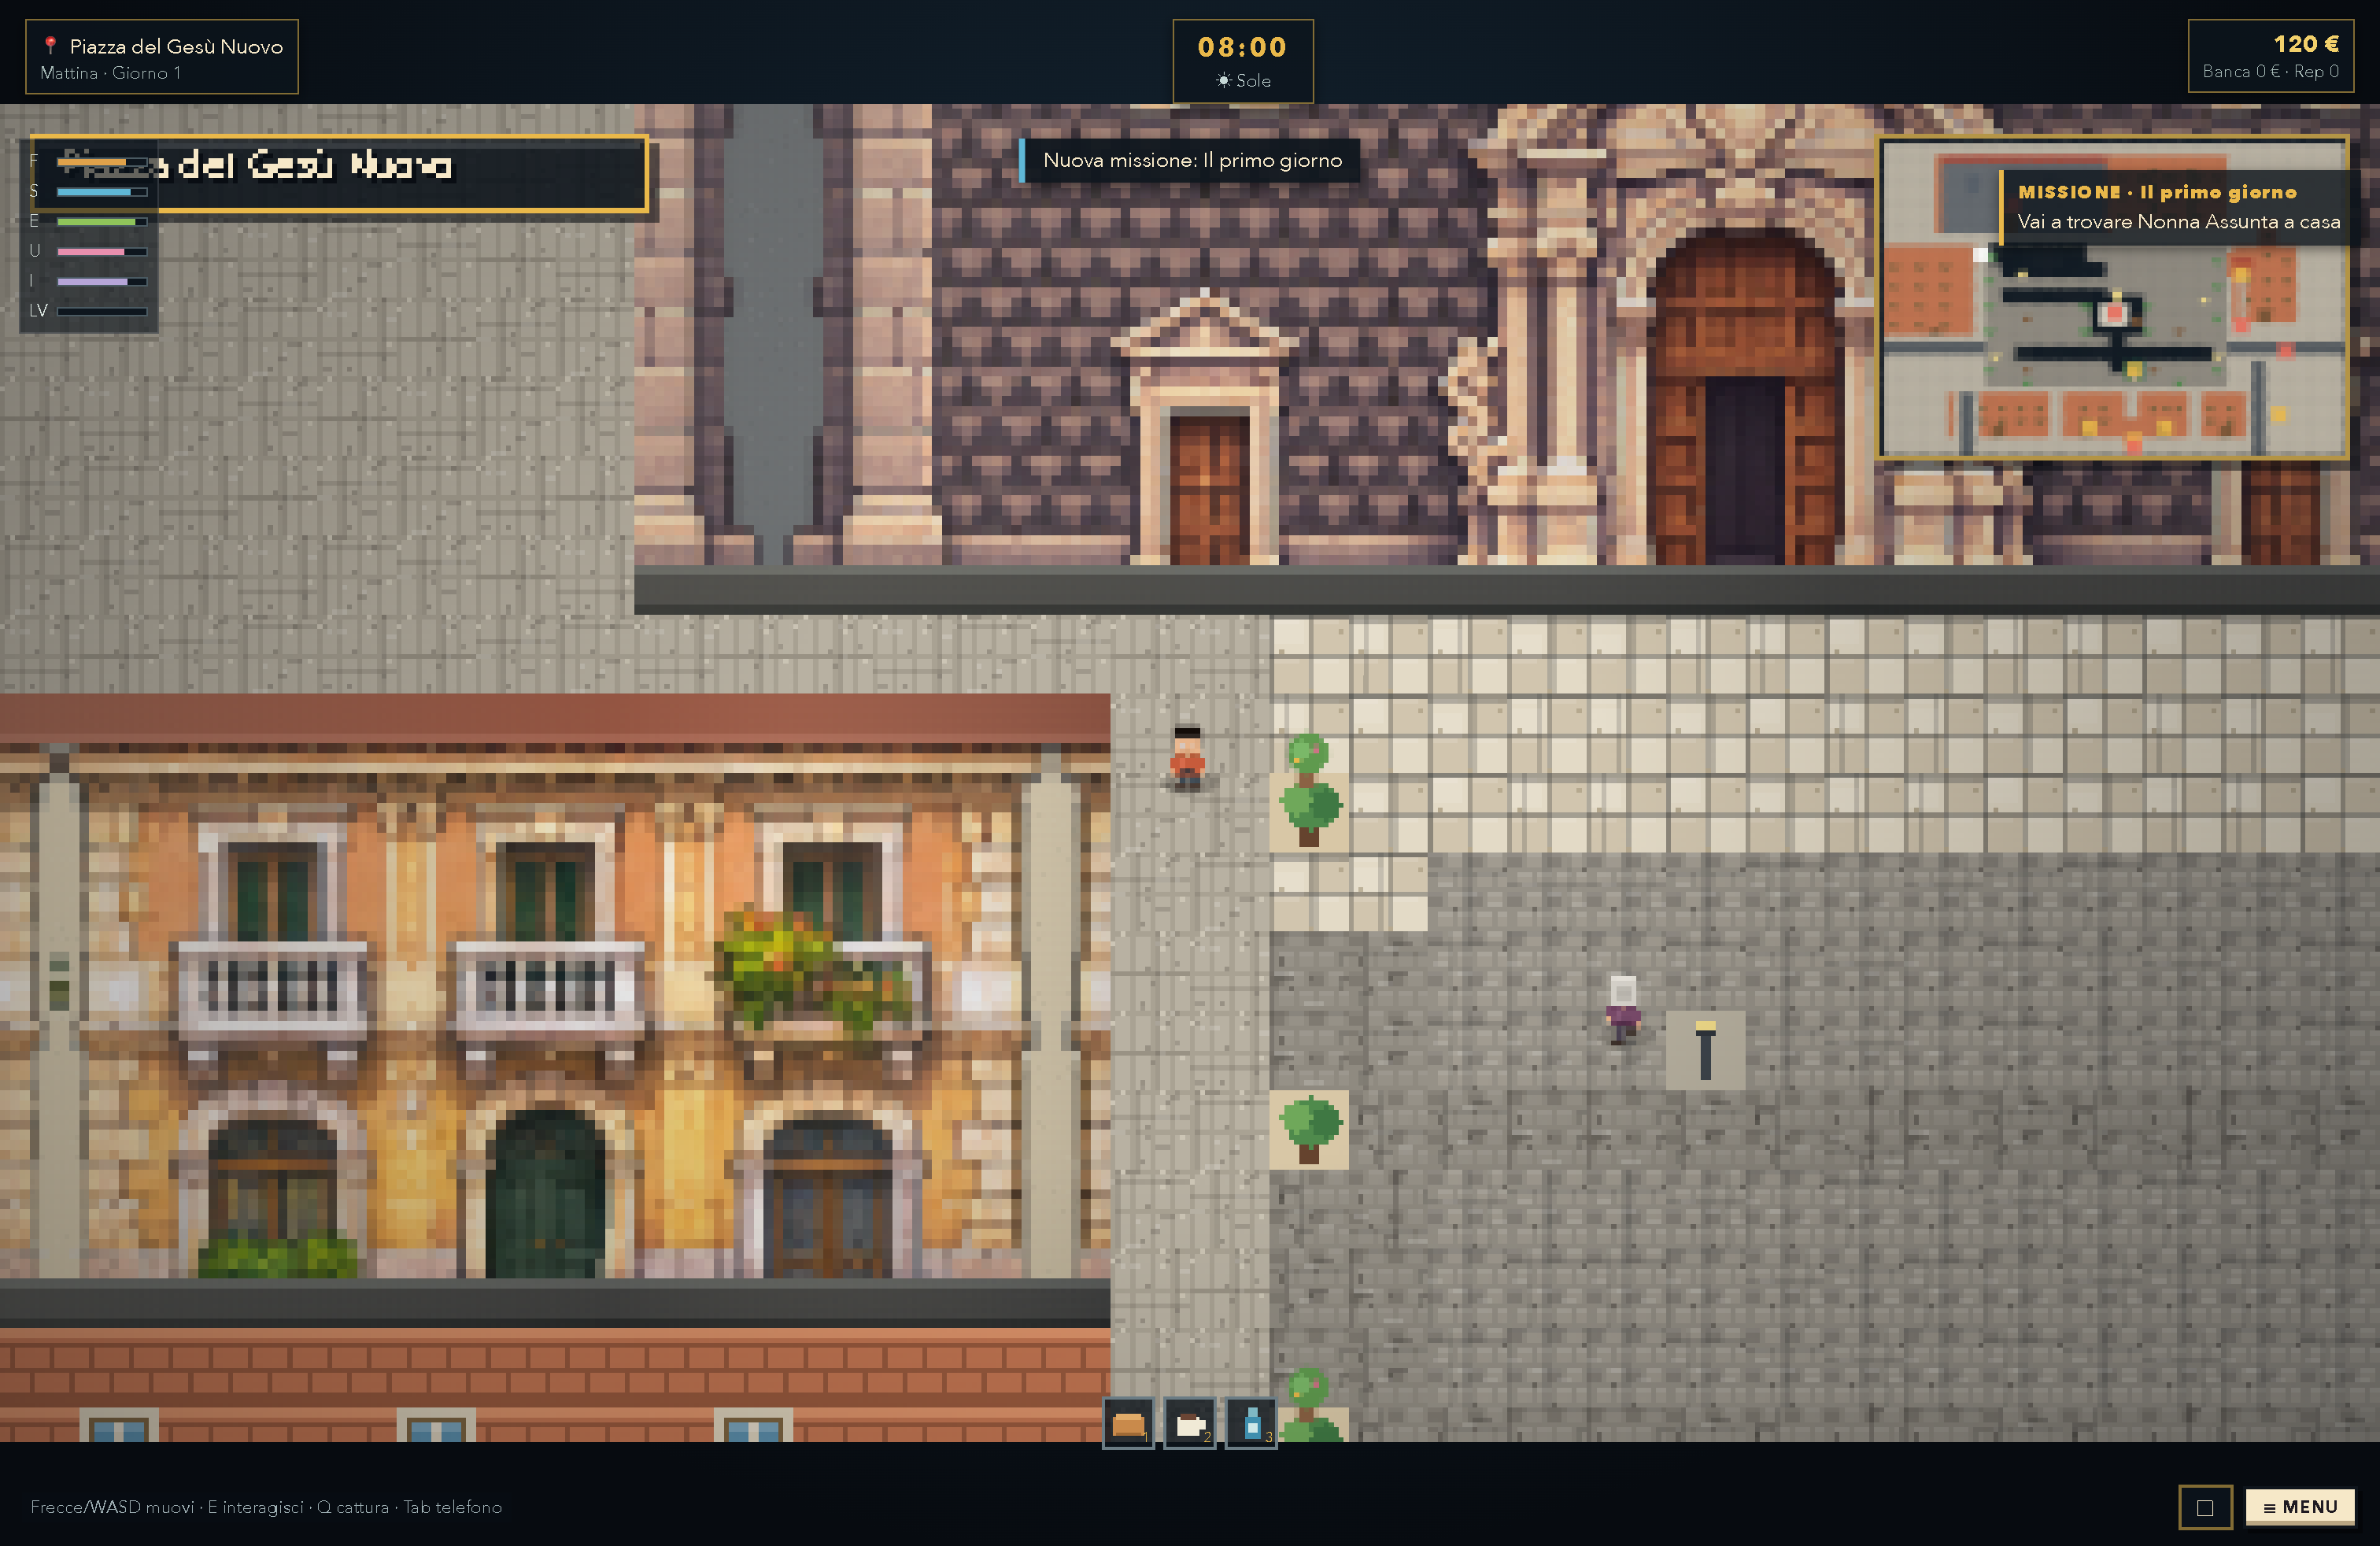 📍 Piazza del Gesù Nuovo
Mattina · Giorno 1
08:00
☀ Sole
120 €
Banca 0 € · Rep 0
del Gesù Nuovo
F
S
E
U
I
LV
Nuova missione: Il primo giorno
MISSIONE · Il primo giorno
Vai a trovare Nonna Assunta a casa
1
2
3
Frecce/WASD muovi · E interagisci · Q cattura · Tab telefono
≡ MENU